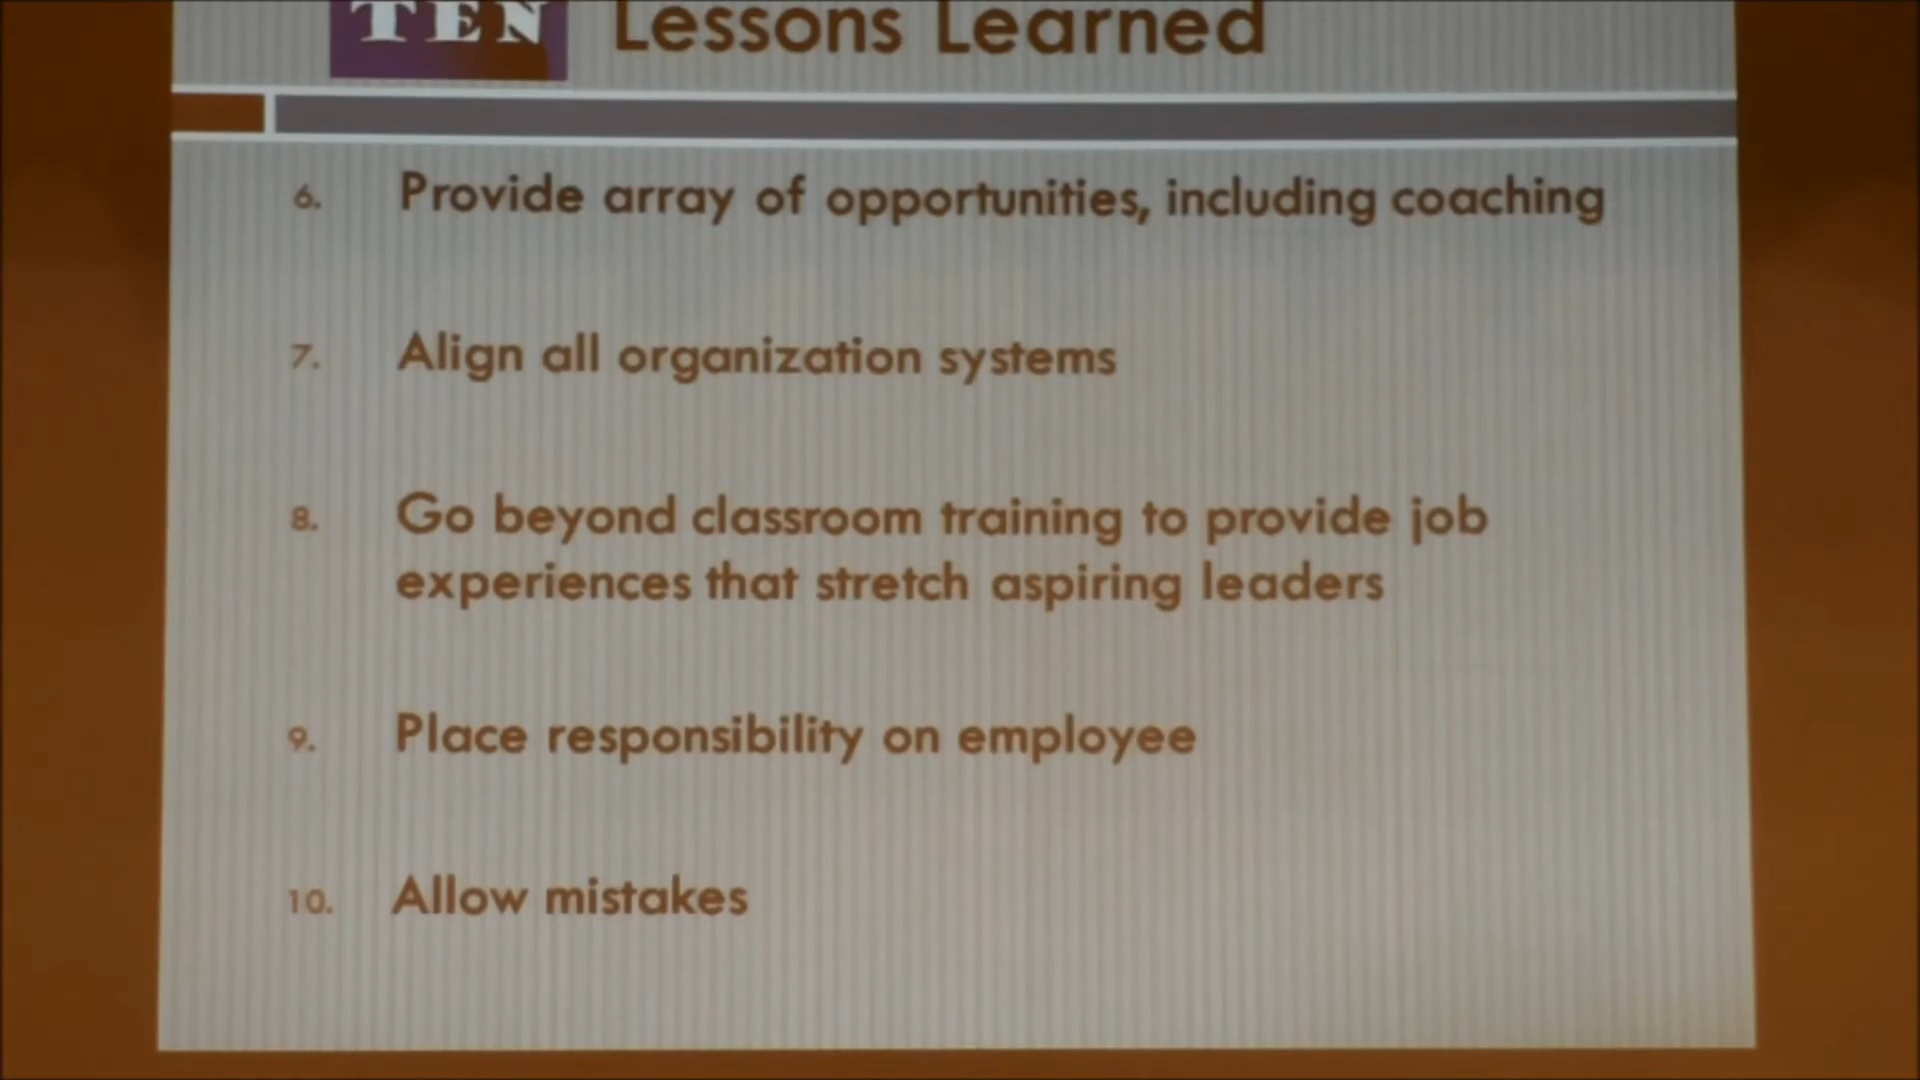 TEN Lessons Learned
6. Provide array of opportunities, including coaching
7. Align all organization systems
8. Go beyond classroom training to provide job
experiences that stretch aspiring leaders
9. Place responsibility on employee
10. Allow mistakes